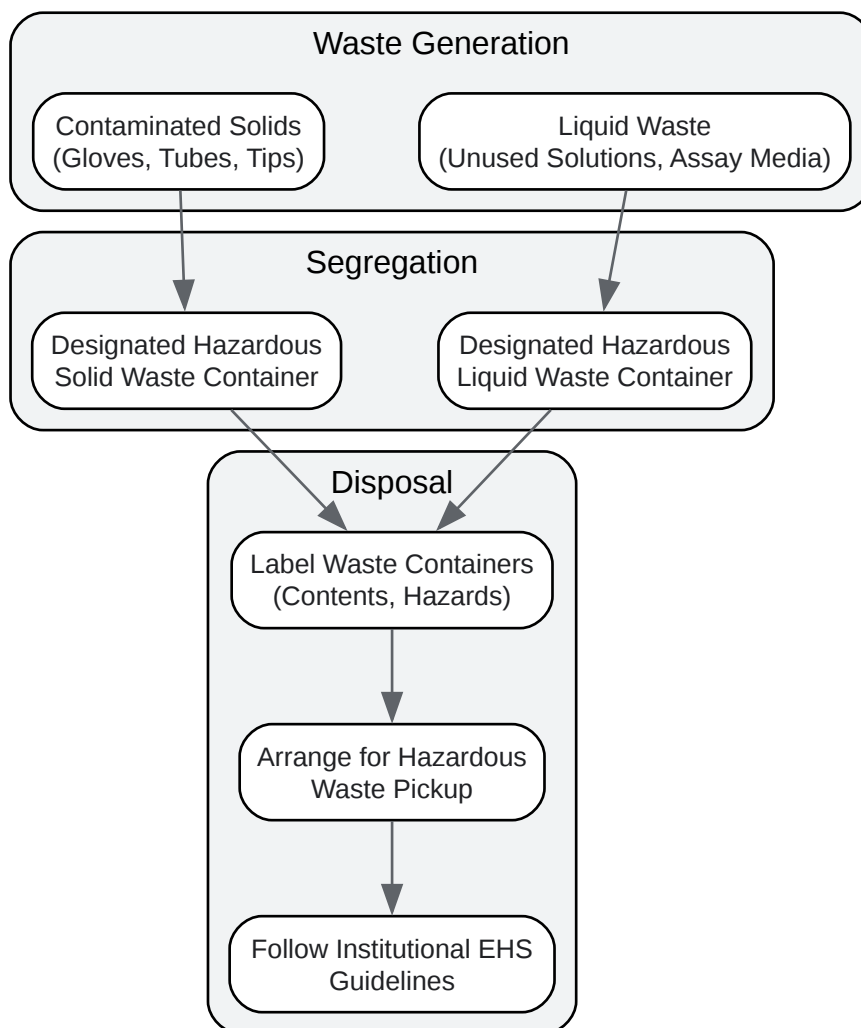 Waste Generation
Contaminated Solids
(Gloves, Tubes, Tips)
Liquid Waste
(Unused Solutions, Assay Media)
Segregation
Designated Hazardous
Solid Waste Container
Designated Hazardous
Liquid Waste Container
Disposal
Label Waste Containers
(Contents, Hazards)
Arrange for Hazardous
Waste Pickup
Follow Institutional EHS
Guidelines